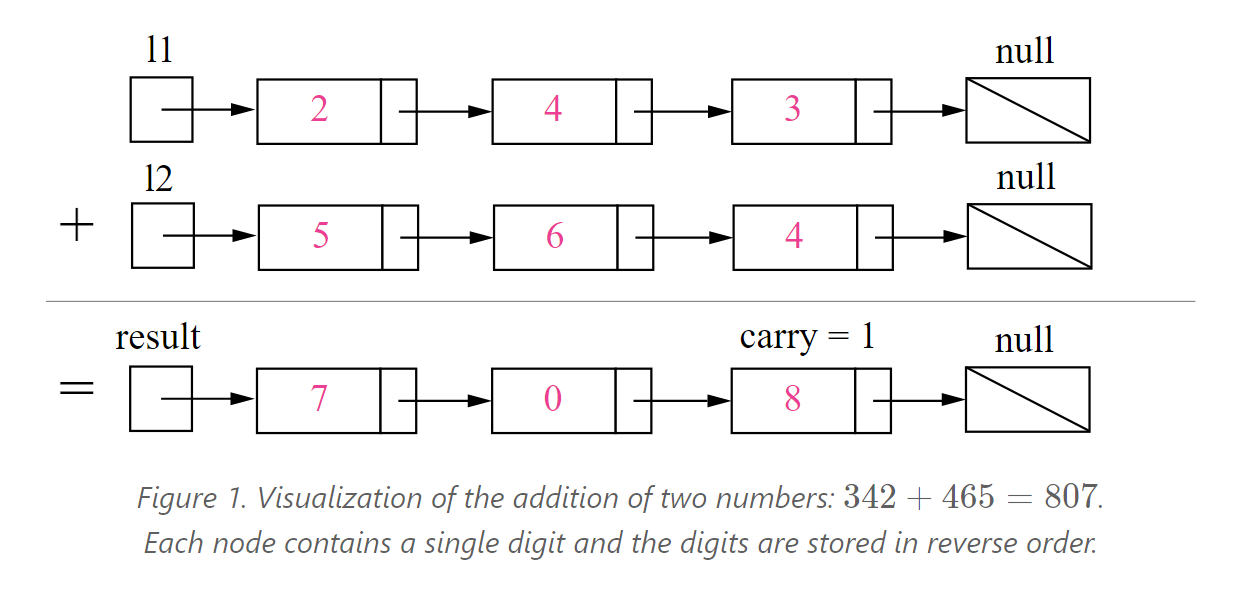 l1 null
2 4 3
l2 null
+ 5 6 4
result carry = 1 null
= 7 0 8
Figure 1. Visualization of the addition of two numbers: 342 + 465 = 807.
Each node contains a single digit and the digits are stored in reverse order.